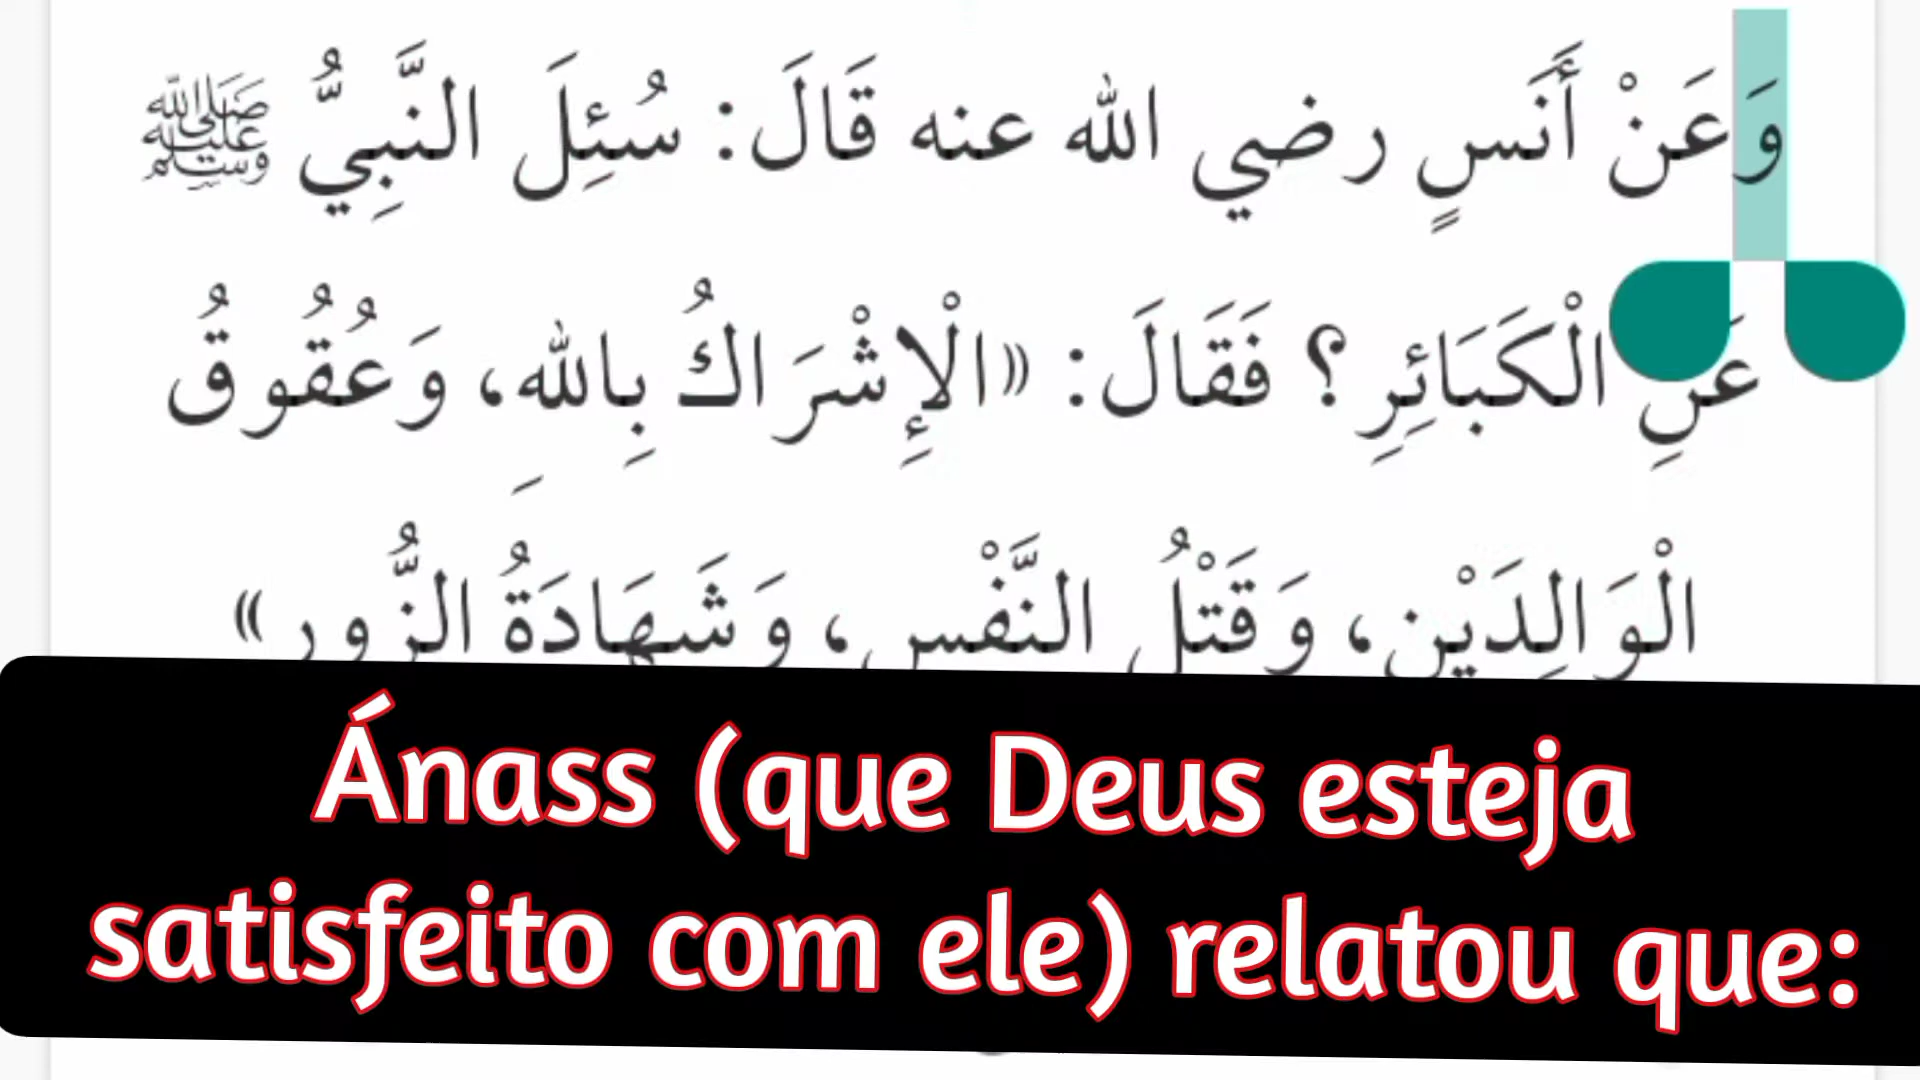 وَعَنْ أَنَسٍ رضي الله عنه قَالَ: سُئِلَ النَّبِيُّ ﷺ
عَنِ الْكَبَائِرِ؟ فَقَالَ: «الْإِشْرَاكُ بِالله، وَعُقُوقُ
الْوَالِدَيْنِ، وَقَتْلُ النَّفْسِ، وَشَهَادَةُ الزُّورِ»
Ánass (que Deus esteja
satisfeito com ele) relatou que: